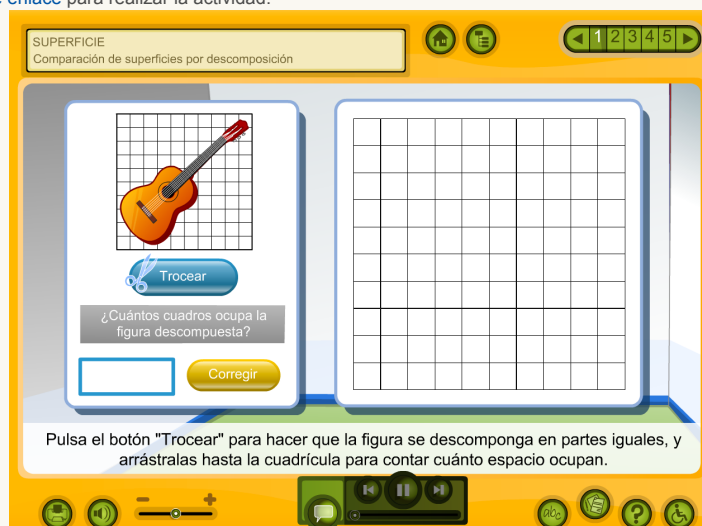 enlace para realizar la actividad.
SUPERFICIE
Comparación de superficies por descomposición
1 2 3 4 5
Trocear
¿Cuántos cuadros ocupa la
figura descompuesta?
Corregir
Pulsa el botón "Trocear" para hacer que la figura se descomponga en partes iguales, y
arrástralas hasta la cuadrícula para contar cuánto espacio ocupan.
abc
?